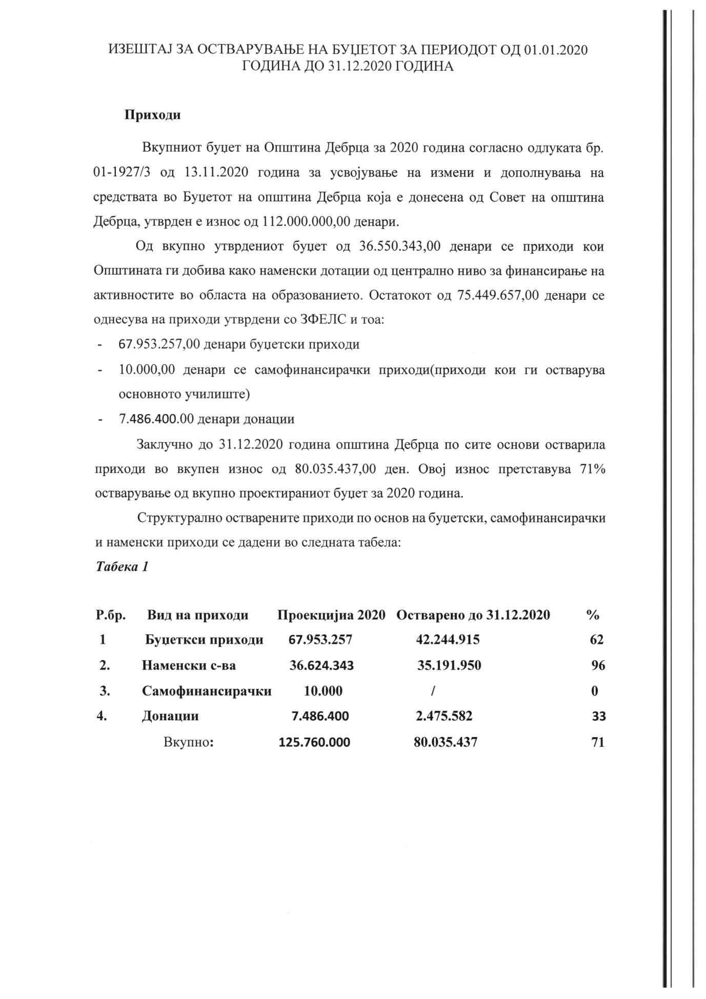 ИЗЕШТАЈ ЗА ОСТВАРУВАЊЕ НА БУЏЕТОТ ЗА ПЕРИОДОТ ОД 01.01.2020
ГОДИНА ДО 31.12.2020 ГОДИНА
Приходи
Вкупниот буџет на Општина Дебрца за 2020 година согласно одлуката бр.
01-1927/3 од 13.11.2020 година за усвојување на измени и дополнувања на
средствата во Буџетот на општина Дебрца која е донесена од Совет на општина
Дебрца, утврден е износ од 112.000.000,00 денари.
Од вкупно утврдениот буџет од 36.550.343,00 денари се приходи кои
Општината ги добива како наменски дотации од централно ниво за финансирање на
активностите во областа на образованието. Остатокот од 75.449.657,00 денари се
однесува на приходи утврдени со ЗФЕЛС и тоа:
- 67.953.257,00 денари буџетски приходи
- 10.000,00 денари се самофинансирачки приходи(приходи кои ги остварува
основното училиште)
- 7.486.400.00 денари донации
Заклучно до 31.12.2020 година општина Дебрца по сите основи остварила
приходи во вкупен износ од 80.035.437,00 ден. Овој износ претставува 71%
остварување од вкупно проектираниот буџет за 2020 година.
Структурално остварените приходи по основ на буџетски, самофинансирачки
и наменски приходи се дадени во следната табела:
Табека 1
Р.бр. Вид на приходи Проекцијиа 2020 Остварено до 31.12.2020 %
1 Буџеткси приходи 67.953.257 42.244.915 62
2. Наменски с-ва 36.624.343 35.191.950 96
3. Самофинансирачки 10.000 / 0
4. Донации 7.486.400 2.475.582 33
Вкупно: 125.760.000 80.035.437 71